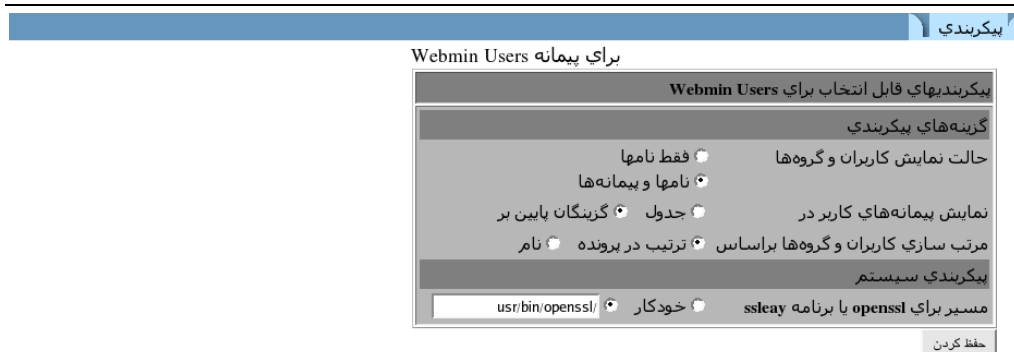 پيکربندي
براي پيمانه Webmin Users
پيکربنديهاي قابل انتخاب براي Webmin Users
گزينه‌هاي پيکربندي
حالت نمايش کاربران و گروه‌ها فقط نامها
نامها و پيمانه‌ها
نمايش پيمانه‌هاي کاربر در جدول گزينگان پايين بر
مرتب سازي کاربران و گروه‌ها براساس ترتيب در پرونده نام
پيکربندي سيستم
مسير براي openssl يا برنامه ssleay خودکار usr/bin/openssl/
حفظ کردن